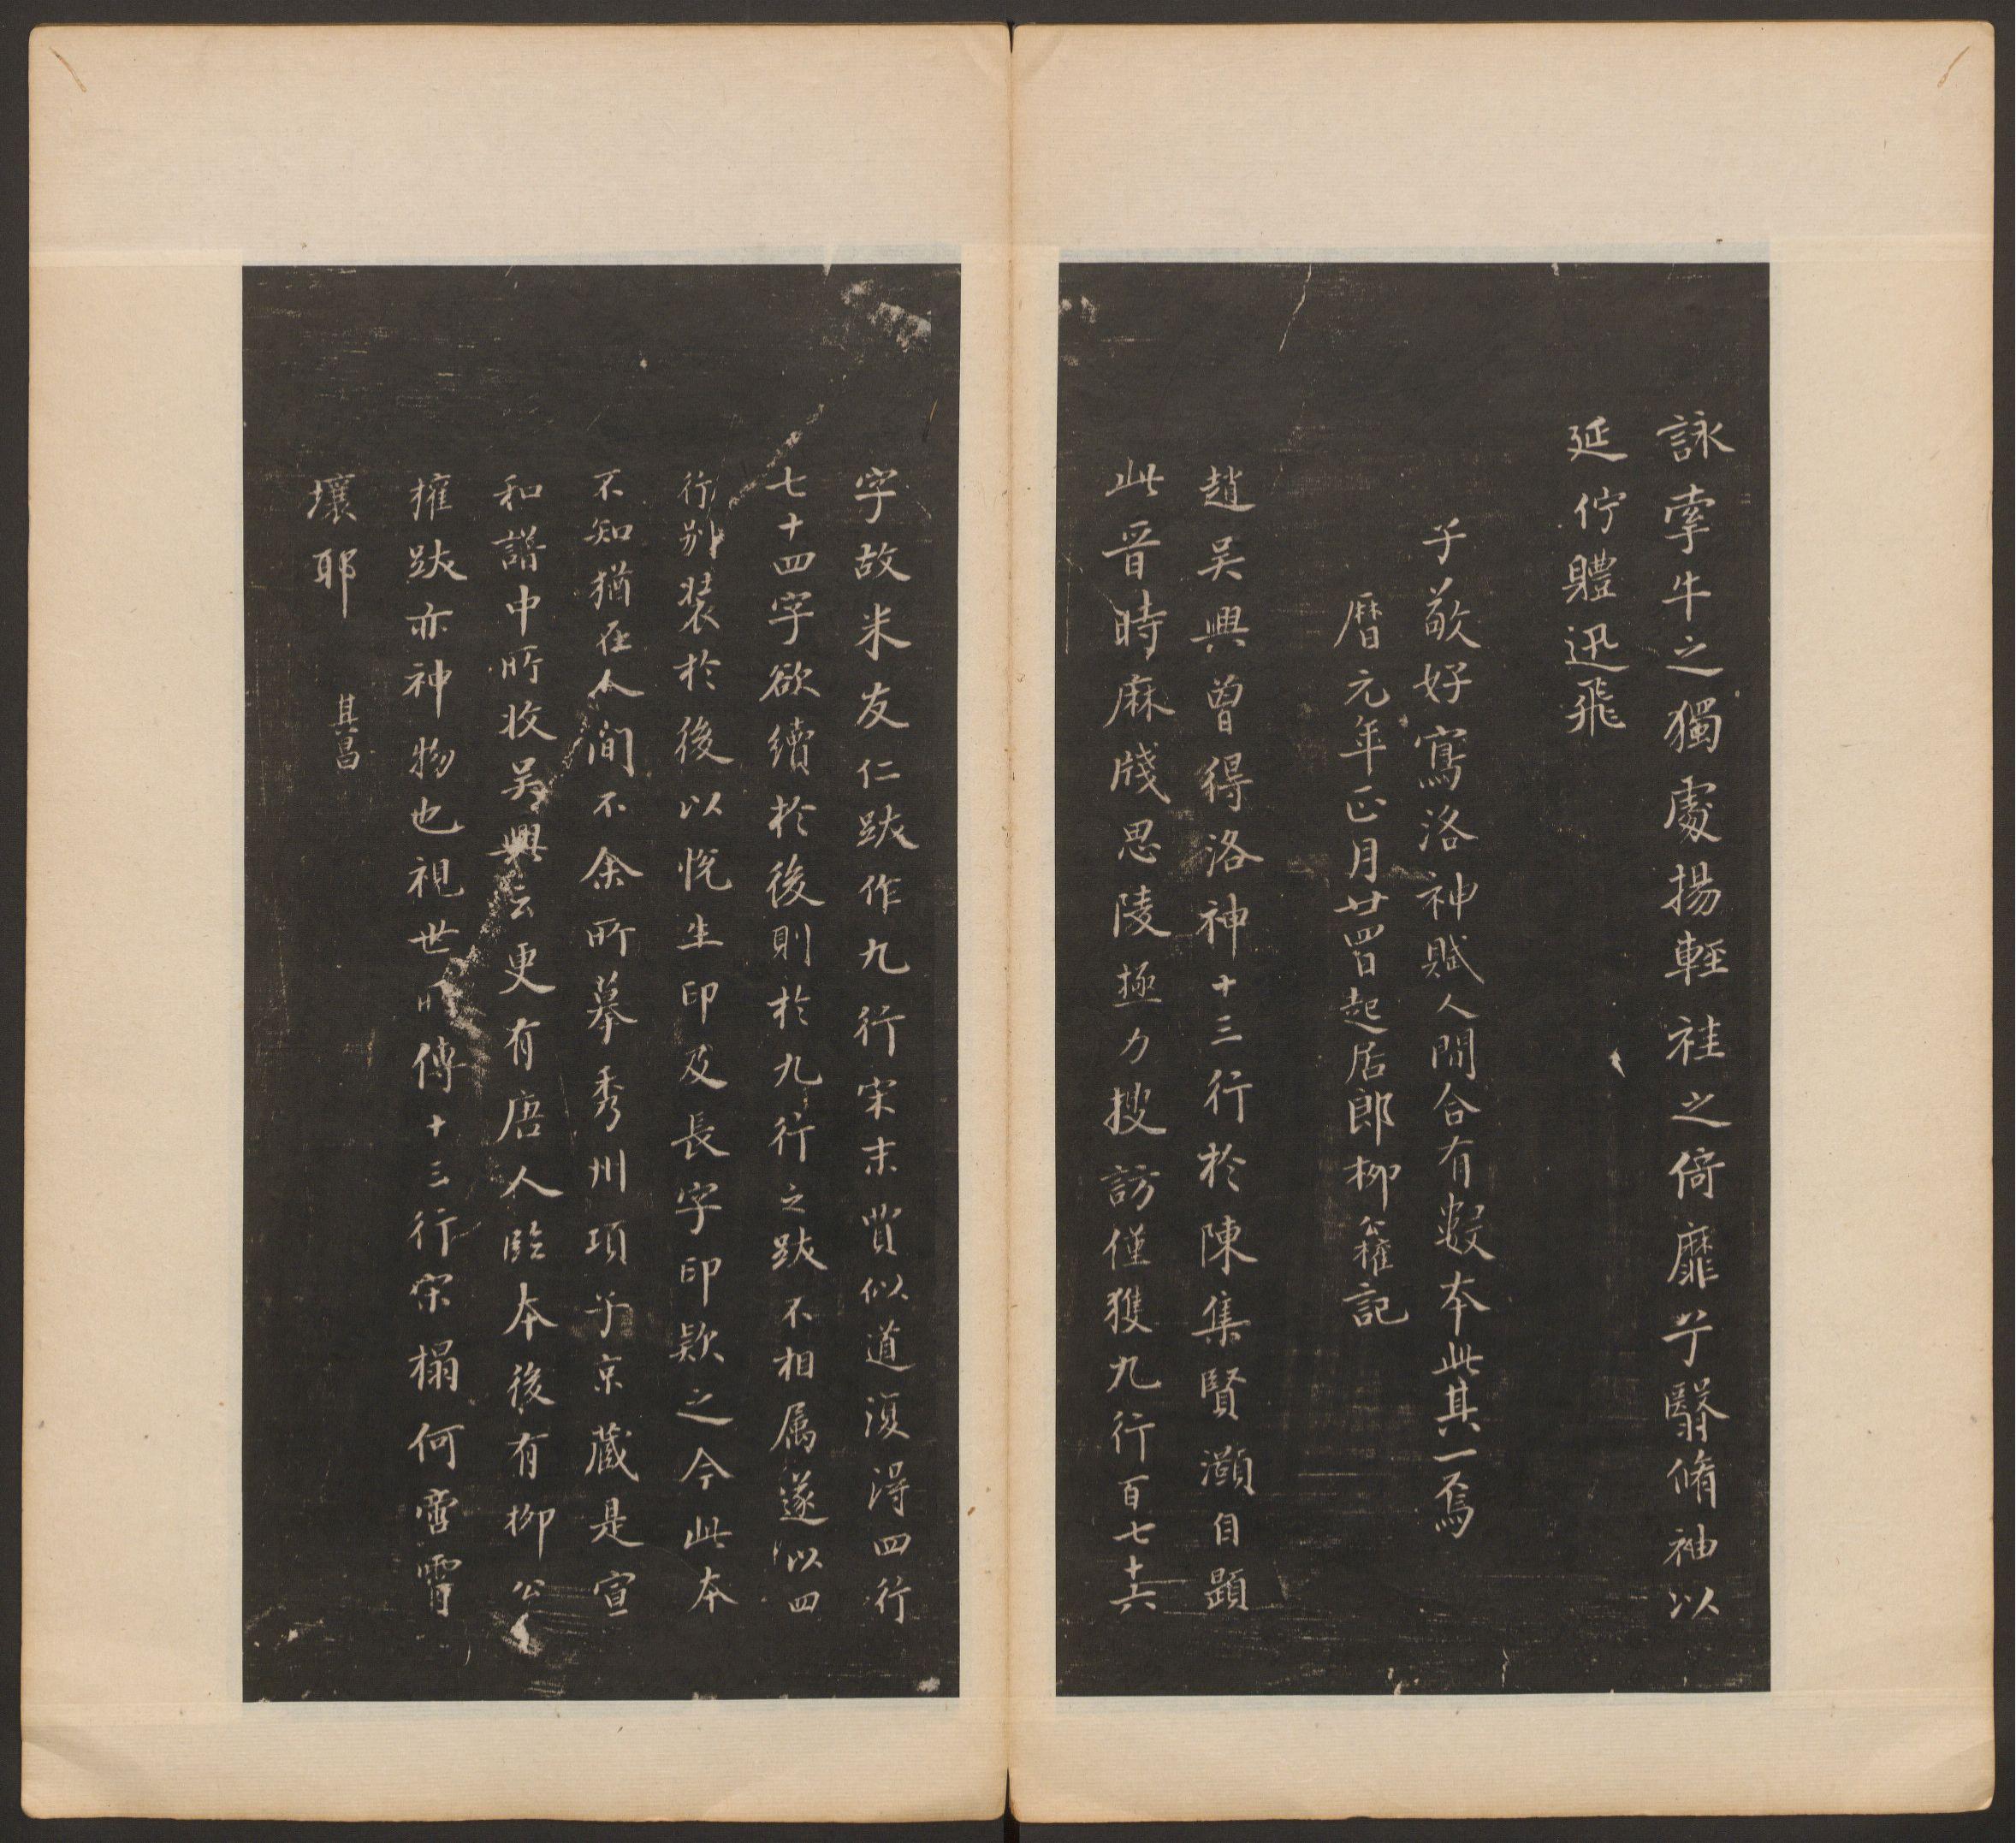 詠牽牛之獨處揚輕袿之倚靡兮翳脩袖以
延佇體迅飛
子敬好寫洛神賦人間合有數本此其一焉
曆元年正月廿四日起居郎柳公權記
趙吳興曾得洛神十三行於陳集賢灝自題
此晉時麻牋思陵極力搜訪僅獲九行百七十六
字故米友仁跋作九行宋末賈似道復得四行
七十四字欲續於後則於九行之跋不相属遂以四
行別裝於後以悅生印及長字印款之今此本
不知猶在人間不余所摹秀州項子京藏是宣
和譜中所收吳興云更有唐人臨本後有柳公
權跋亦神物也視世所傳十三行宋榻何啻霄
壤耶 其昌